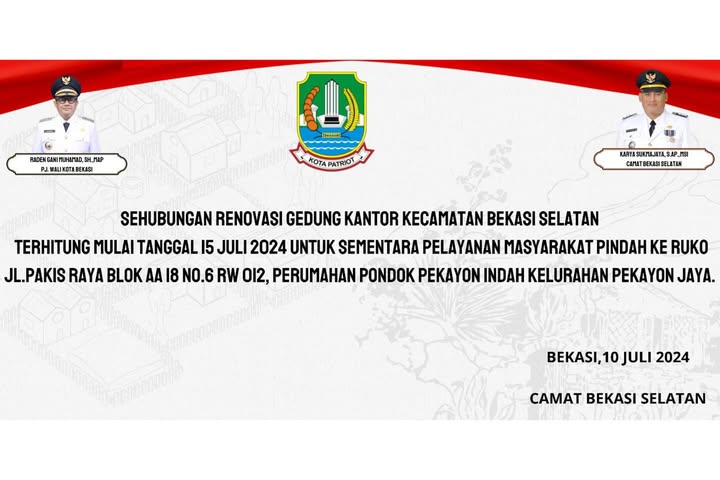 KOTA PATRIOT
RADEN GANI MUHAMAD, SH.,MAP
PJ. WALI KOTA BEKASI
KARYA SUKMAJAYA, S.AP.,MSI
CAMAT BEKASI SELATAN
SEHUBUNGAN RENOVASI GEDUNG KANTOR KECAMATAN BEKASI SELATAN
TERHITUNG MULAI TANGGAL 15 JULI 2024 UNTUK SEMENTARA PELAYANAN MASYARAKAT PINDAH KE RUKO
JL.PAKIS RAYA BLOK AA 18 NO.6 RW 012, PERUMAHAN PONDOK PEKAYON INDAH KELURAHAN PEKAYON JAYA.
BEKASI,10 JULI 2024
CAMAT BEKASI SELATAN